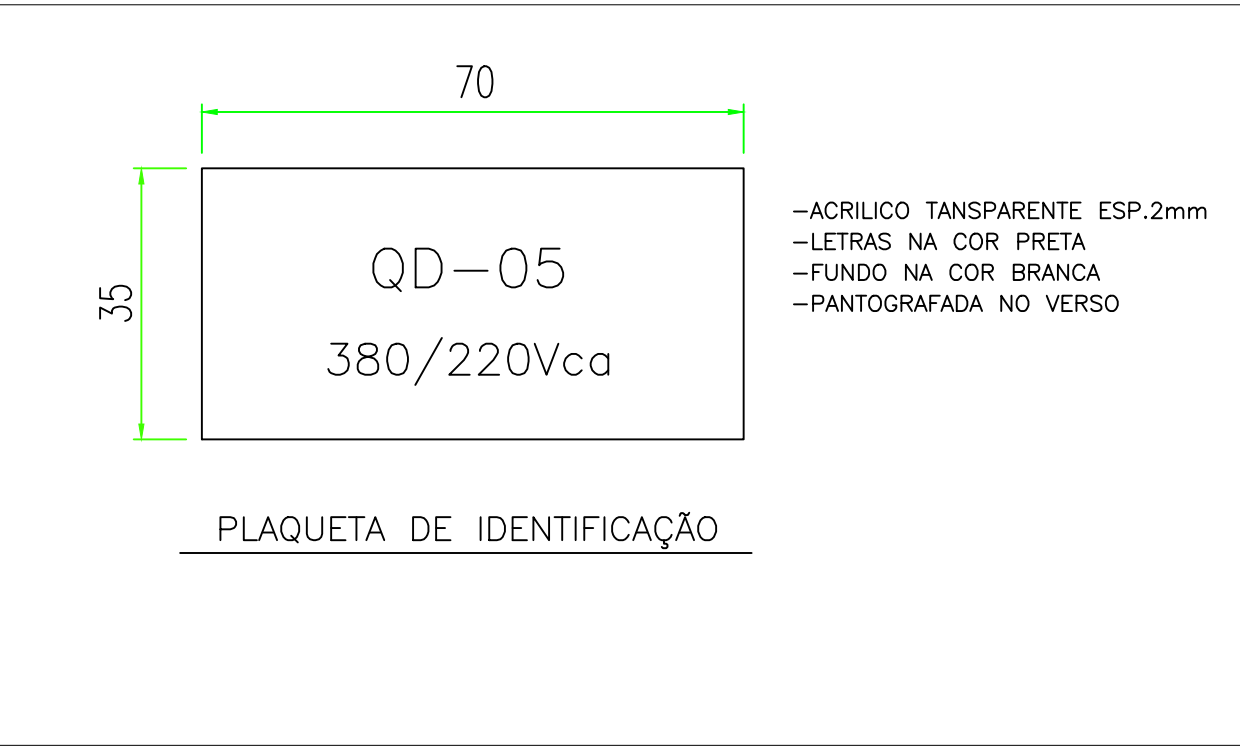 70
35
QD-05
380/220Vca
-ACRILICO TANSPARENTE ESP.2mm
-LETRAS NA COR PRETA
-FUNDO NA COR BRANCA
-PANTOGRAFADA NO VERSO
PLAQUETA DE IDENTIFICAÇÃO